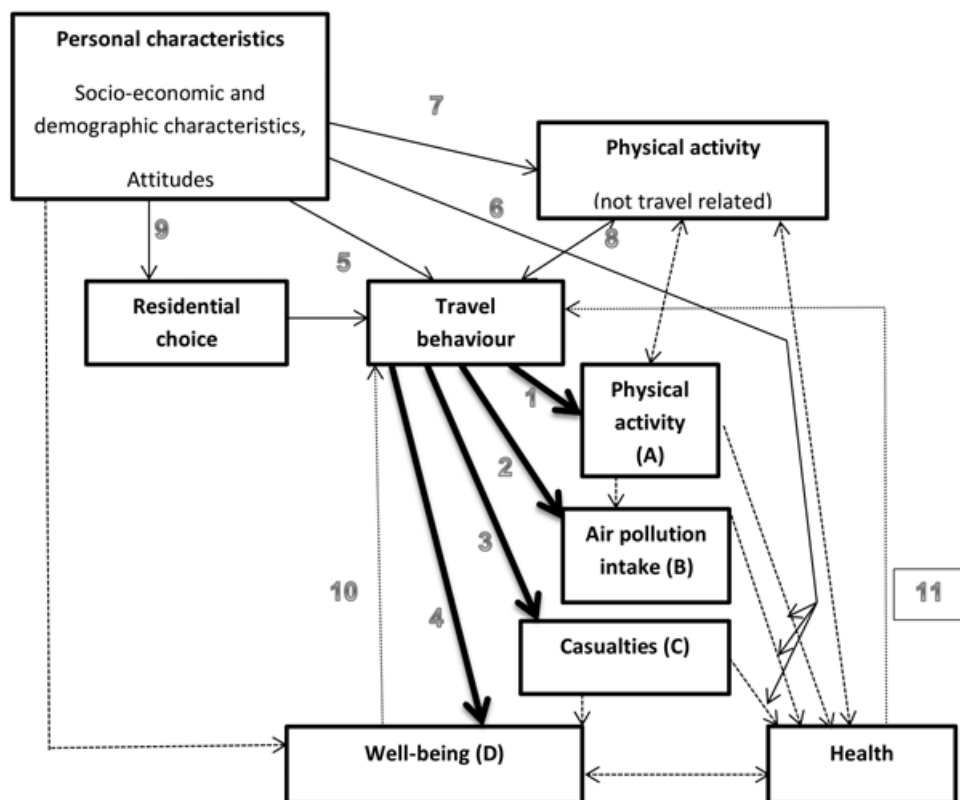 Personal characteristics
Socio-economic and
demographic characteristics,
Attitudes
7
Physical activity
(not travel related)
6
8
9
5
Residential
choice
Travel
behaviour
1
Physical
activity
(A)
2
Air pollution
intake (B)
3
10
11
4
Casualties (C)
Well-being (D)
Health